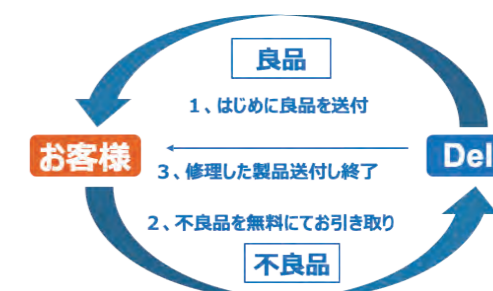 良品
1、はじめに良品を送付
お客様
Del
3、修理した製品送付し終了
2、不良品を無料にてお引き取り
不良品